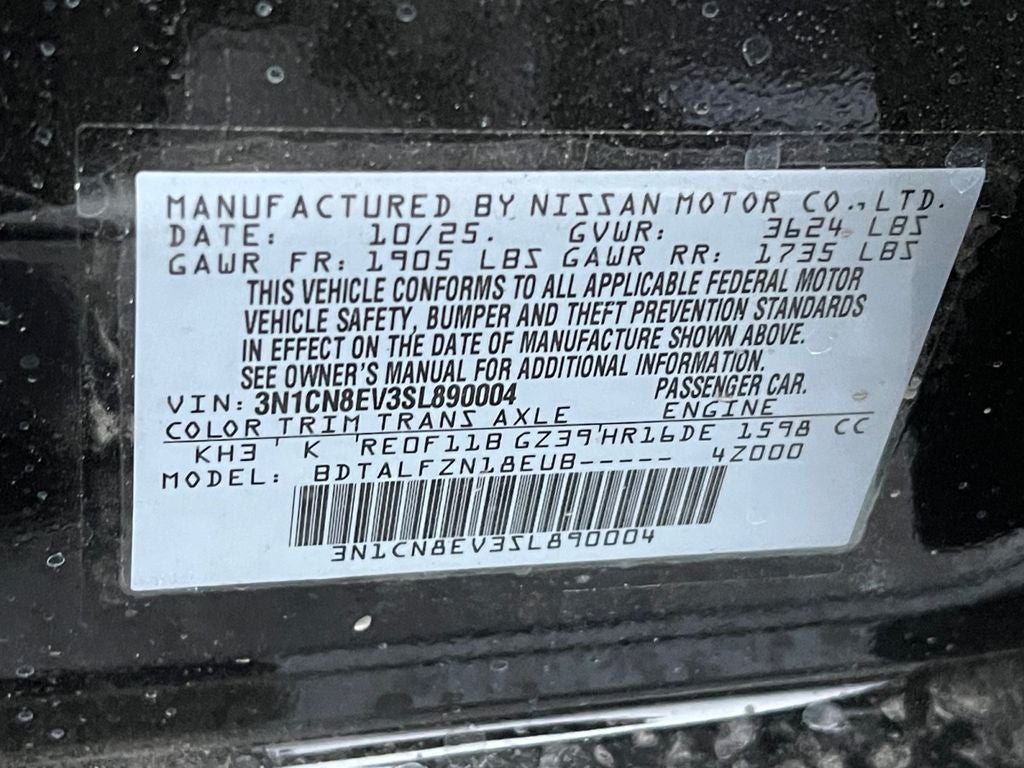 MANUFACTURED BY NISSAN MOTOR CO., LTD.
DATE: 10/25. GVWR: 3624 LBS
GAWR FR: 1905 LBS GAWR RR: 1735 LBS
THIS VEHICLE CONFORMS TO ALL APPLICABLE FEDERAL MOTOR
VEHICLE SAFETY, BUMPER AND THEFT PREVENTION STANDARDS
IN EFFECT ON THE DATE OF MANUFACTURE SHOWN ABOVE.
SEE OWNER'S MANUAL FOR ADDITIONAL INFORMATION.
VIN: 3N1CN8EV3SL890004 PASSENGER CAR.
COLOR TRIM TRANS AXLE ENGINE
KH3 K RE0F11B GZ39 HR16DE 1598 CC
MODEL: BDTALFZN18EUB----- 4Z000
3N1CN8EV3SL890004